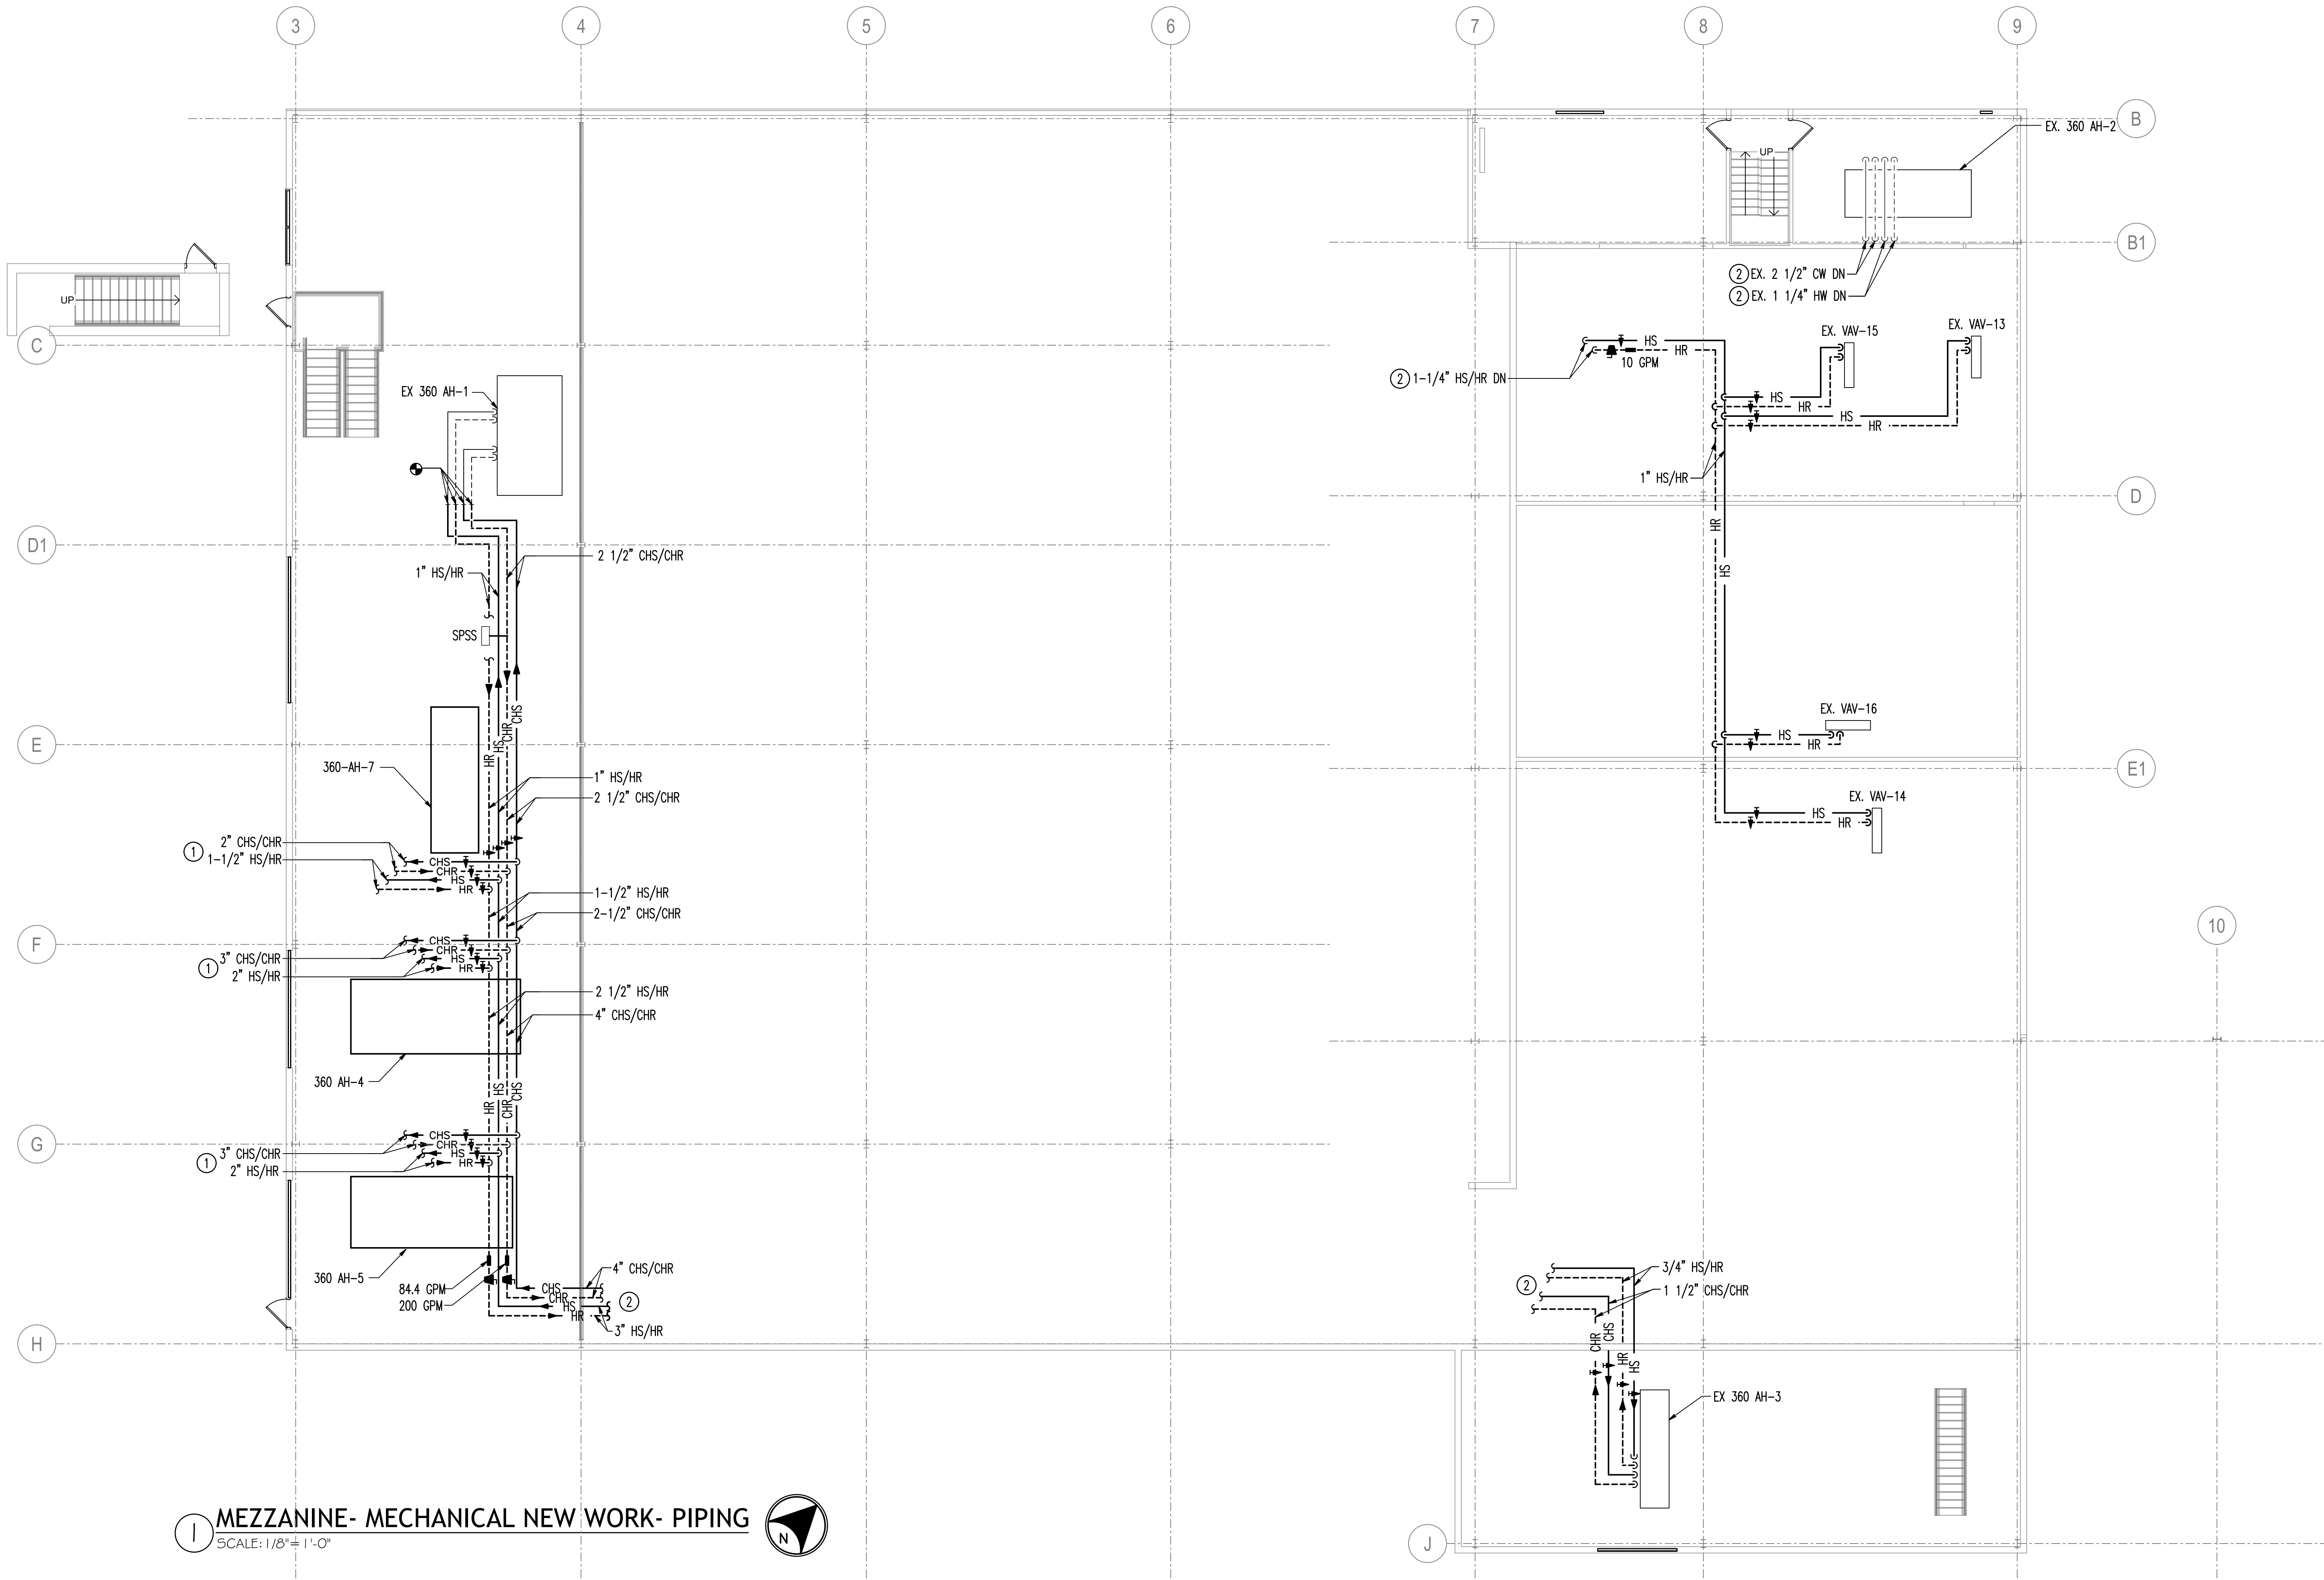 3
4
5
6
7
8
9
B
EX. 360 AH-2
UP
B1
2 EX. 2 1/2" CW DN
2 EX. 1 1/4" HW DN
UP
C
EX. VAV-15
EX. VAV-13
HS
HR
10 GPM
2 1-1/4" HS/HR DN
HS
HR
HS
HR
EX 360 AH-1
1" HS/HR
D
HR
HS
D1
2 1/2" CHS/CHR
1" HS/HR
SPSS
EX. VAV-16
HS
HR
E
HR
HS
CHR
CHS
360-AH-7
1" HS/HR
2 1/2" CHS/CHR
E1
EX. VAV-14
HS
HR
1
2" CHS/CHR
1-1/2" HS/HR
CHS
CHR
HS
HR
1-1/2" HS/HR
2-1/2" CHS/CHR
10
F
1
3" CHS/CHR
2" HS/HR
CHS
CHR
HS
HR
2 1/2" HS/HR
4" CHS/CHR
360 AH-4
HR
HS
CHR
CHS
G
1
3" CHS/CHR
2" HS/HR
CHS
CHR
HS
HR
360 AH-5
84.4 GPM
200 GPM
4" CHS/CHR
CHS
CHR
HS
HR
2
3" HS/HR
2
3/4" HS/HR
1 1/2" CHS/CHR
CHR
CHS
HR
HS
H
EX 360 AH-3
1
MEZZANINE- MECHANICAL NEW WORK- PIPING
SCALE: 1/8"= 1'-0"
N
J